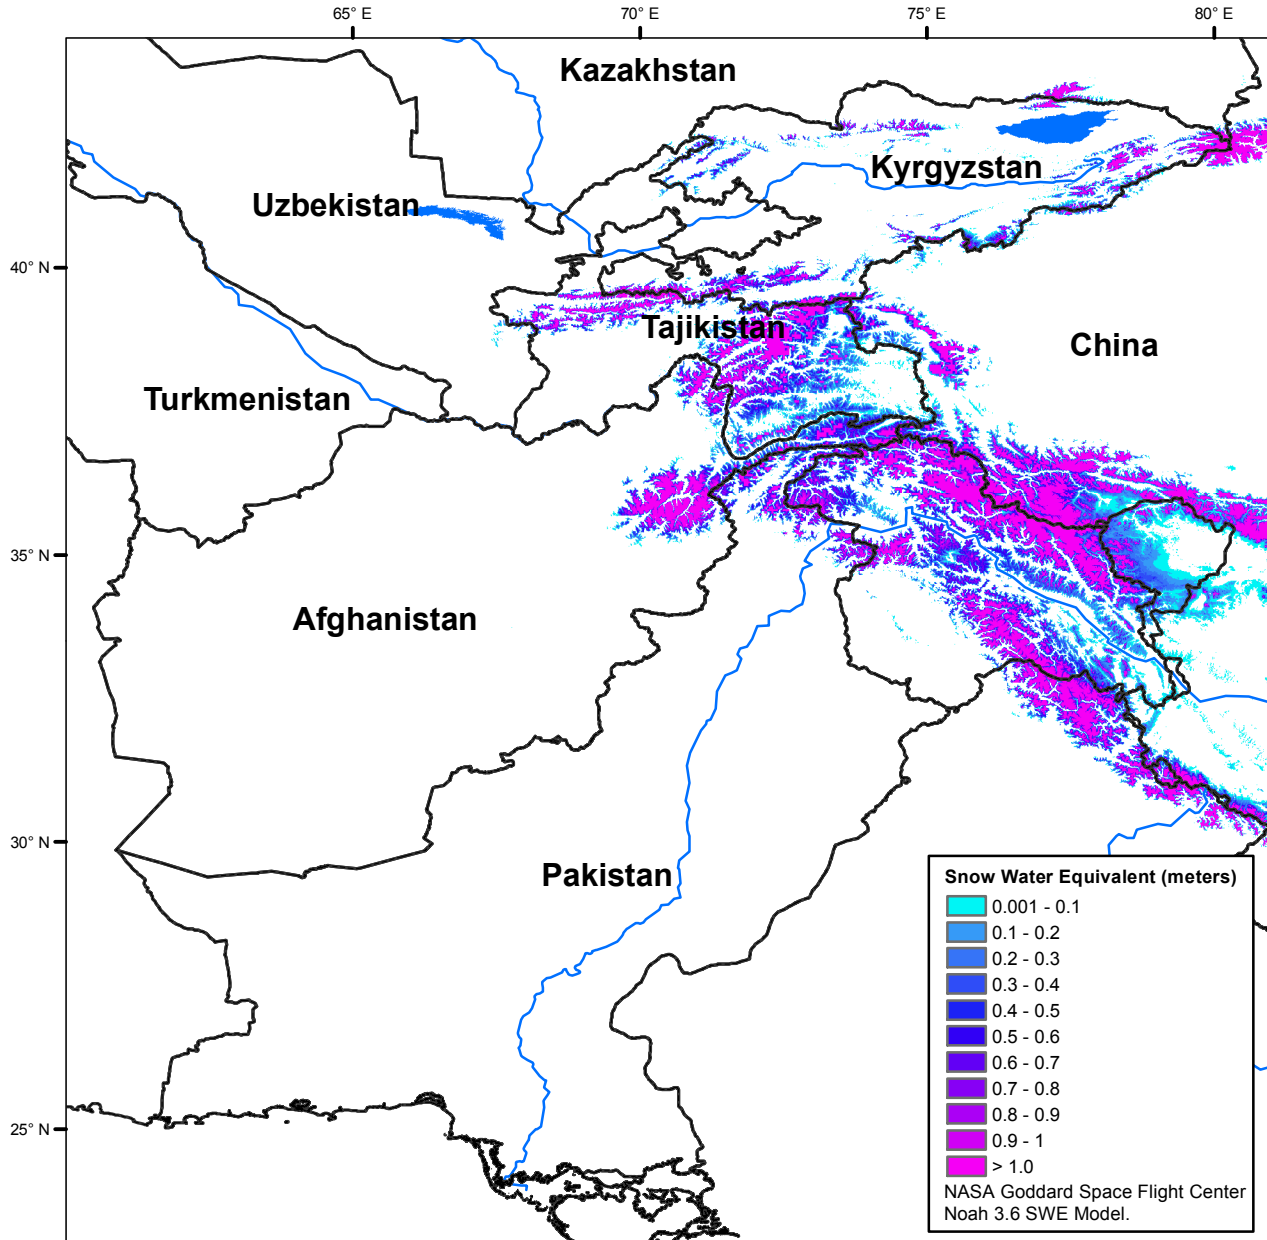 65° E
70° E
75° E
80° E
Kazakhstan
Kyrgyzstan
Uzbekistan
40° N
Tajikistan
China
Turkmenistan
35° N
Afghanistan
30° N
Pakistan
25° N
Snow Water Equivalent (meters)
0.001 - 0.1
0.1 - 0.2
0.2 - 0.3
0.3 - 0.4
0.4 - 0.5
0.5 - 0.6
0.6 - 0.7
0.7 - 0.8
0.8 - 0.9
0.9 - 1
> 1.0
NASA Goddard Space Flight Center
Noah 3.6 SWE Model.